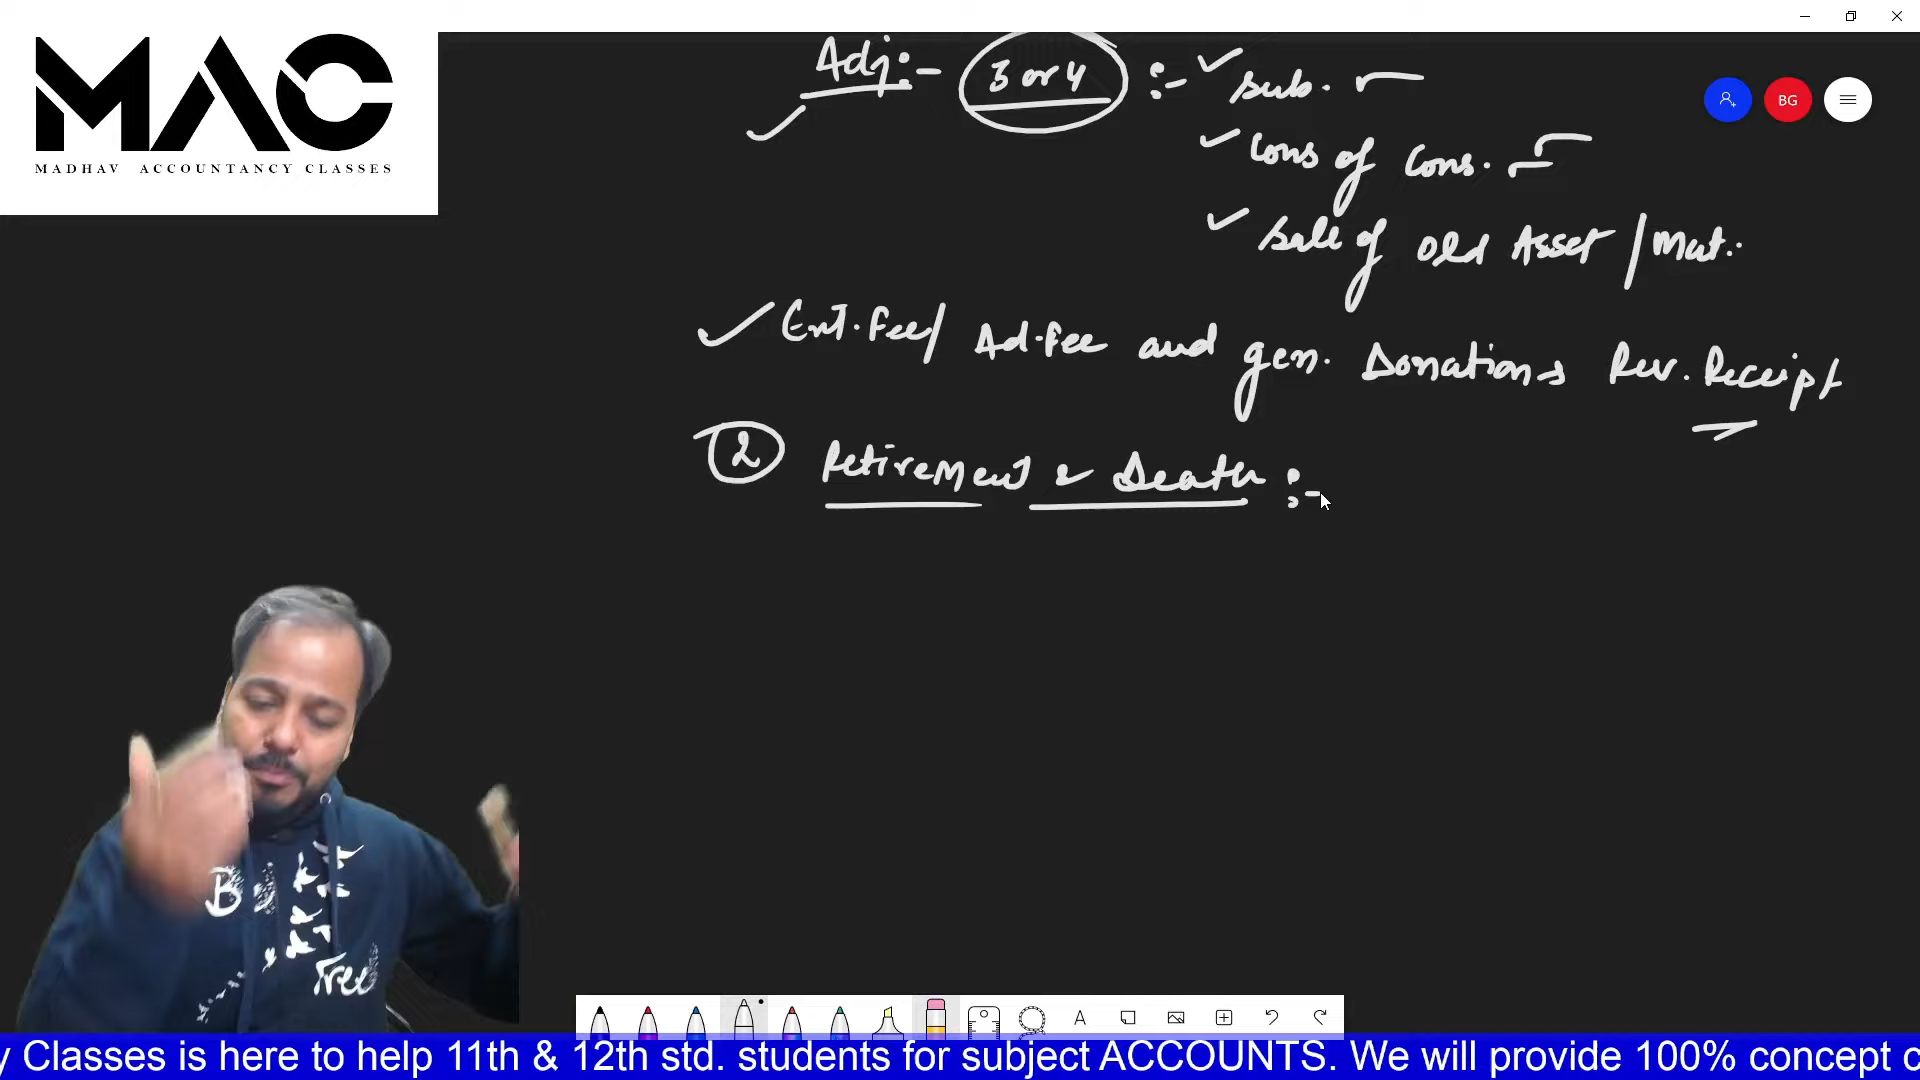 MAC
MADHAV ACCOUNTANCY CLASSES
Adj:- 3 or 4 :- Sub.
Cons of Cons.
Sale of Old Asset / Mat.
BG
Ent. Fee/ Ad. Fee and gen. Donations Rev. Receipt
2 Retirement & Death :-
B
Free
A
y Classes is here to help 11th & 12th std. students for subject ACCOUNTS. We will provide 100% concept c